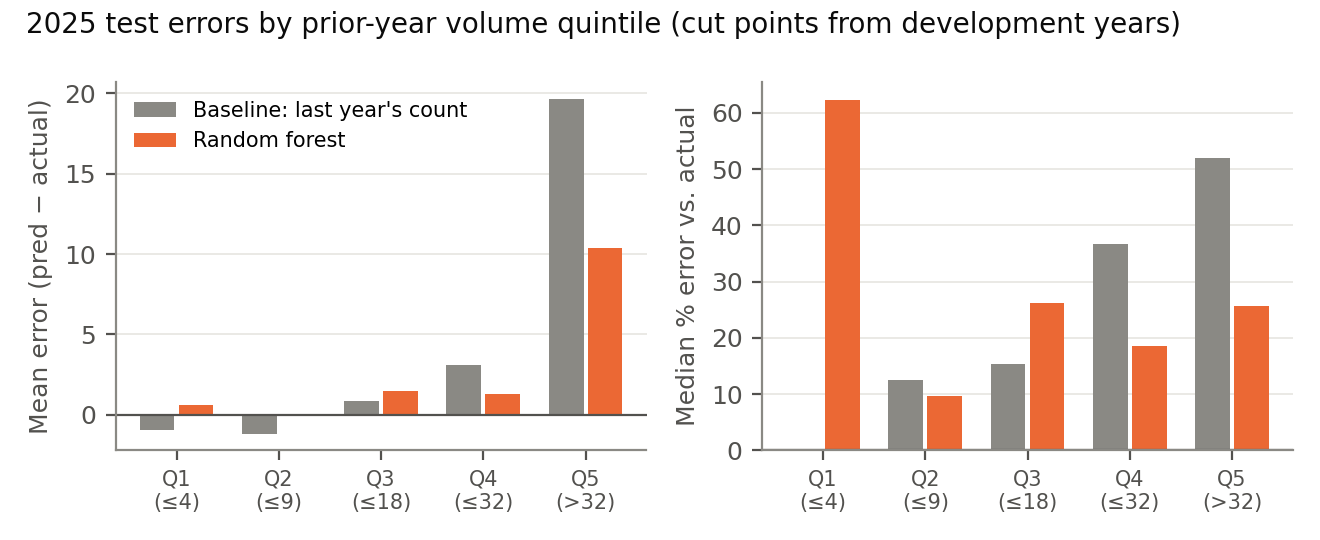 2025 test errors by prior-year volume quintile (cut points from development years)
Mean error (pred − actual)
20
15
10
5
0
Baseline: last year's count
Random forest
Q1
(≤4)
Q2
(≤9)
Q3
(≤18)
Q4
(≤32)
Q5
(>32)
Median % error vs. actual
60
50
40
30
20
10
0
Q1
(≤4)
Q2
(≤9)
Q3
(≤18)
Q4
(≤32)
Q5
(>32)